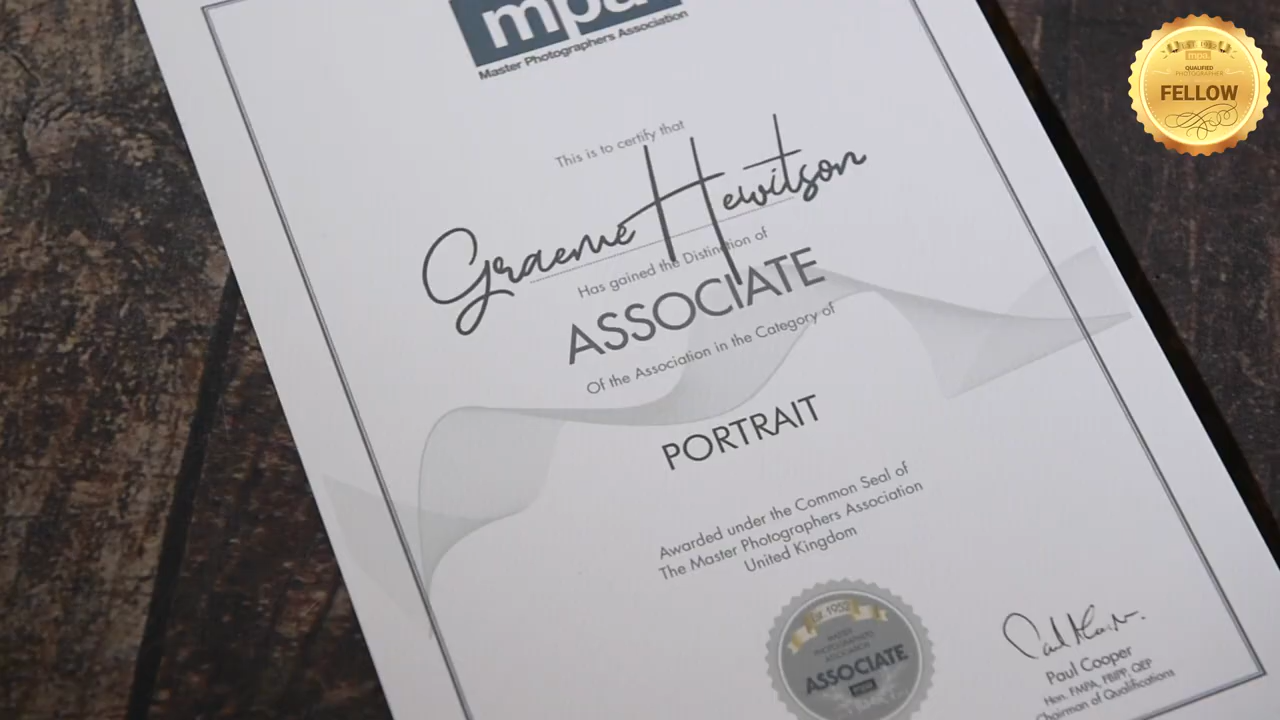 mpa
Master Photographers Association
This is to certify that
Graeme Hewitson
Has gained the Distinction of
ASSOCIATE
Of the Association in the Category of
PORTRAIT
Awarded under the Common Seal of
The Master Photographers Association
United Kingdom
ASSOCIATE
Paul Cooper
Hon. FMPA, FBIPP, QEP
Chairman of Qualifications
mpa
QUALIFIED
PHOTOGRAPHER
FELLOW